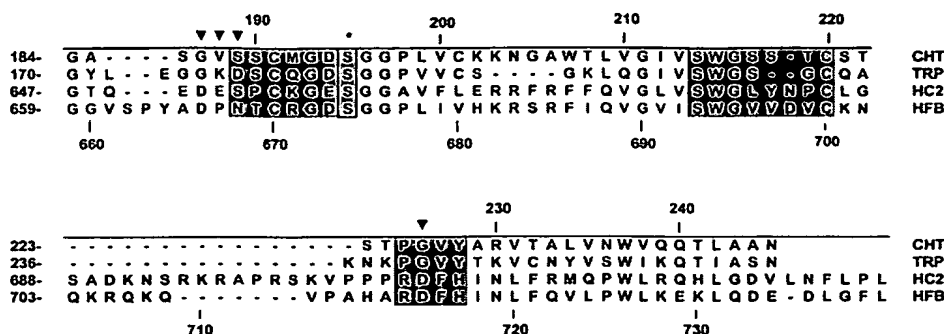 190 200 210 220
184- G A - - - - S G V S S C M G D S G G P L V C K K N G A W T L V G I V S W G S S - T C S T CHT
170- G Y L - - E G G K D S C Q G D S G G P V V C S - - - - G K L Q G I V S W G S - - G C Q A TRP
647- G T Q - - - E D E S P C K G E S G G A V F L E R R F R F F Q V G L V S W G L Y N P C L G HC2
659- G G V S P Y A D P N T C R G D S G G P L I V H K R S R F I Q V G V I S W G V V D V C K N HFB
660 670 680 690 700
230 240
223- - - - - - - - - - - - - - - - - S T P G V Y A R V T A L V N W V Q Q T L A A N CHT
236- - - - - - - - - - - - - - - - K N K P G V Y T K V C N Y V S W I K Q T I A S N TRP
688- S A D K N S R K R A P R S K V P P P R D F H I N L F R M Q P W L R Q H L G D V L N F L P L HC2
703- Q K R Q K Q - - - - - - - V P A H A R D F H I N L F Q V L P W L K E K L Q D E - D L G F L HFB
710 720 730